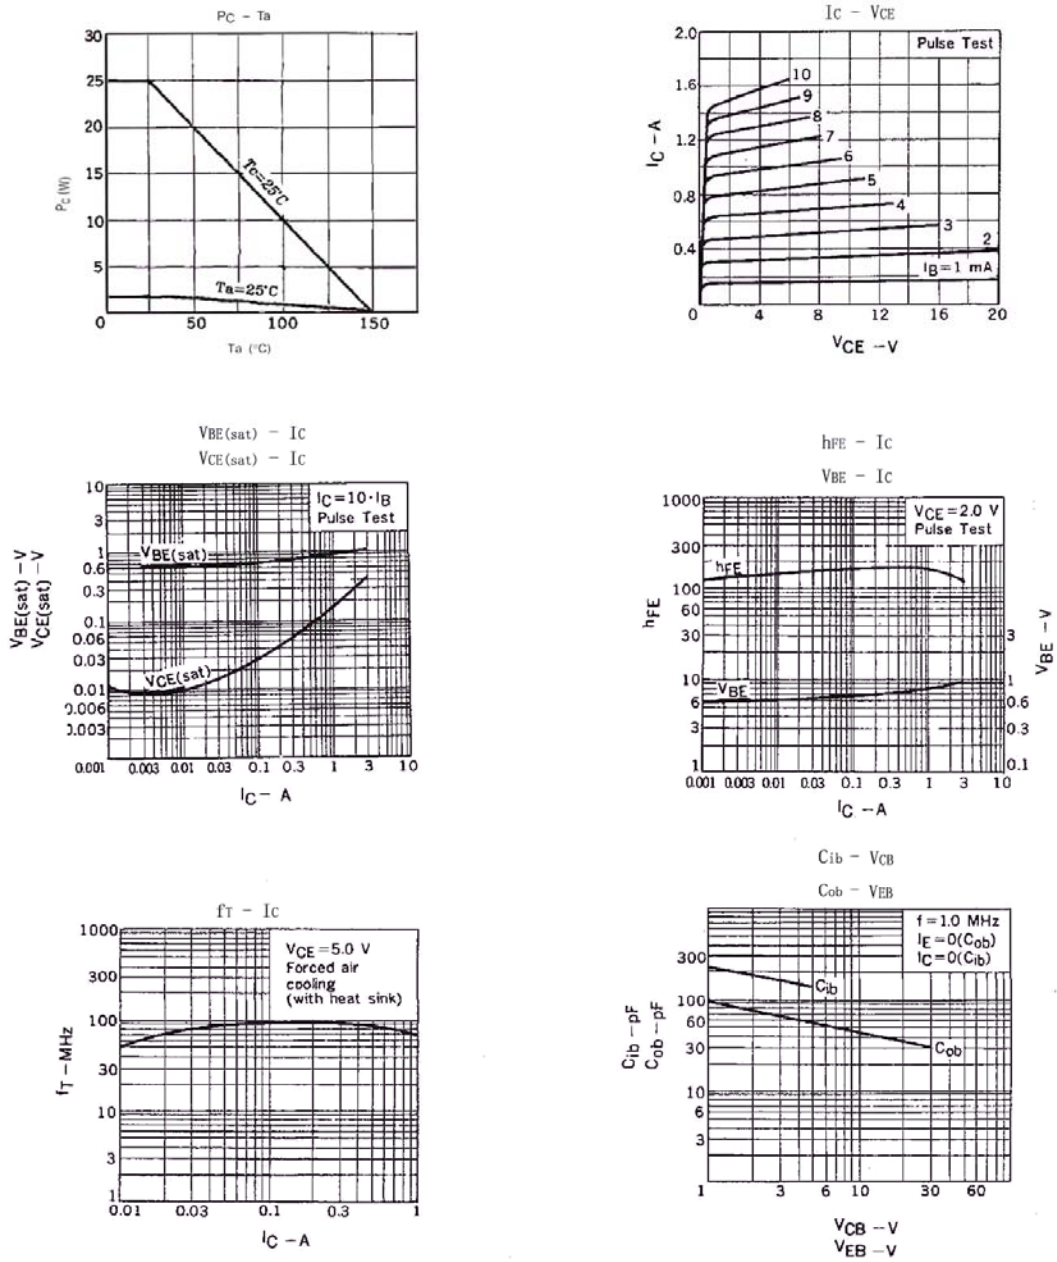 PC - Ta
30
25
20
15
10
5
0
50
100
150
PC (W)
Ta (°C)
Tc=25°C
Ta=25°C
IC - VCE
Pulse Test
2.0
1.6
1.2
0.8
0.4
0
4
8
12
16
20
IC - A
VCE - V
10
9
8
7
6
5
4
3
2
IB=1 mA
VBE(sat) - IC
VCE(sat) - IC
IC=10·IB
Pulse Test
10
3
1
0.6
0.3
0.1
0.06
0.03
0.01
0.006
0.003
VBE(sat) - V
VCE(sat) - V
VBE(sat)
VCE(sat)
0.001 0.003 0.01 0.03 0.1 0.3 1 3 10
IC - A
hFE - IC
VBE - IC
VCE=2.0 V
Pulse Test
1000
300
100
60
30
10
6
3
1
hFE
hFE
VBE
3
1
0.6
0.3
0.1
VBE - V
0.001 0.003 0.01 0.03 0.1 0.3 1 3 10
IC - A
fT - IC
VCE=5.0 V
Forced air
cooling
(with heat sink)
1000
300
100
30
10
3
1
fT - MHz
0.01 0.03 0.1 0.3 1
IC - A
Cib - VCB
Cob - VEB
f=1.0 MHz
IE=0(Cob)
IC=0(Cib)
300
100
60
30
10
6
3
1
Cib - pF
Cob - pF
Cib
Cob
1 3 6 10 30 60
VCB - V
VEB - V